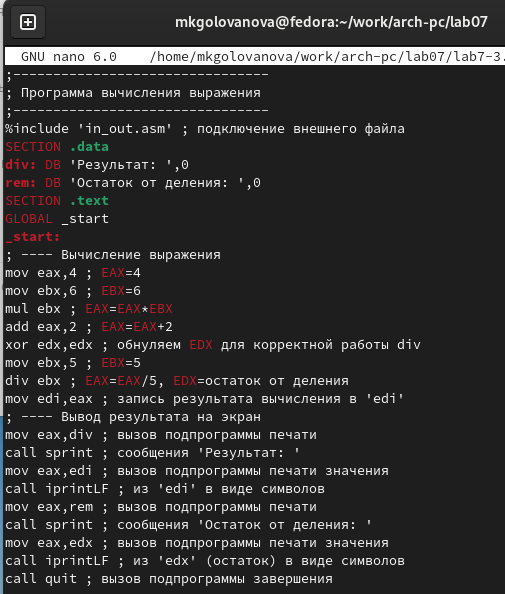 mkgolovanova@fedora:~/work/arch-pc/lab07
GNU nano 6.0    /home/mkgolovanova/work/arch-pc/lab07/lab7-3.
;--------------------------------
; Программа вычисления выражения
;--------------------------------
%include 'in_out.asm' ; подключение внешнего файла
SECTION .data
div: DB 'Результат: ',0
rem: DB 'Остаток от деления: ',0
SECTION .text
GLOBAL _start
_start:
; ---- Вычисление выражения
mov eax,4 ; EAX=4
mov ebx,6 ; EBX=6
mul ebx ; EAX=EAX*EBX
add eax,2 ; EAX=EAX+2
xor edx,edx ; обнуляем EDX для корректной работы div
mov ebx,5 ; EBX=5
div ebx ; EAX=EAX/5, EDX=остаток от деления
mov edi,eax ; запись результата вычисления в 'edi'
; ---- Вывод результата на экран
mov eax,div ; вызов подпрограммы печати
call sprint ; сообщения 'Результат: '
mov eax,edi ; вызов подпрограммы печати значения
call iprintLF ; из 'edi' в виде символов
mov eax,rem ; вызов подпрограммы печати
call sprint ; сообщения 'Остаток от деления: '
mov eax,edx ; вызов подпрограммы печати значения
call iprintLF ; из 'edx' (остаток) в виде символов
call quit ; вызов подпрограммы завершения